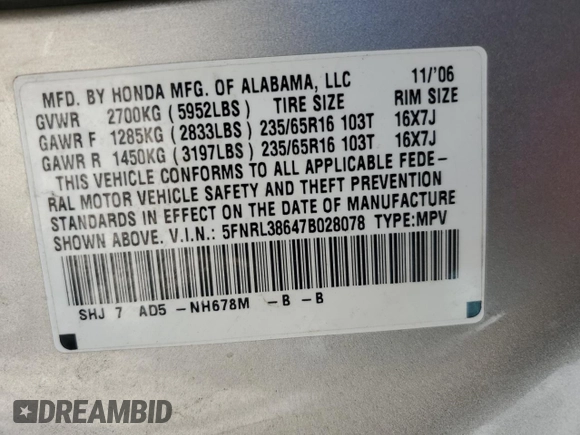 MFD. BY HONDA MFG. OF ALABAMA, LLC 11/'06
GVWR 2700KG (5952LBS) TIRE SIZE RIM SIZE
GAWR F 1285KG (2833LBS) 235/65R16 103T 16X7J
GAWR R 1450KG (3197LBS) 235/65R16 103T 16X7J
THIS VEHICLE CONFORMS TO ALL APPLICABLE FEDE-
RAL MOTOR VEHICLE SAFETY AND THEFT PREVENTION
STANDARDS IN EFFECT ON THE DATE OF MANUFACTURE
SHOWN ABOVE. V.I.N.: 5FNRL38647B028078 TYPE:MPV
SHJ 7 AD5 -NH678M -B -B
DREAMBID